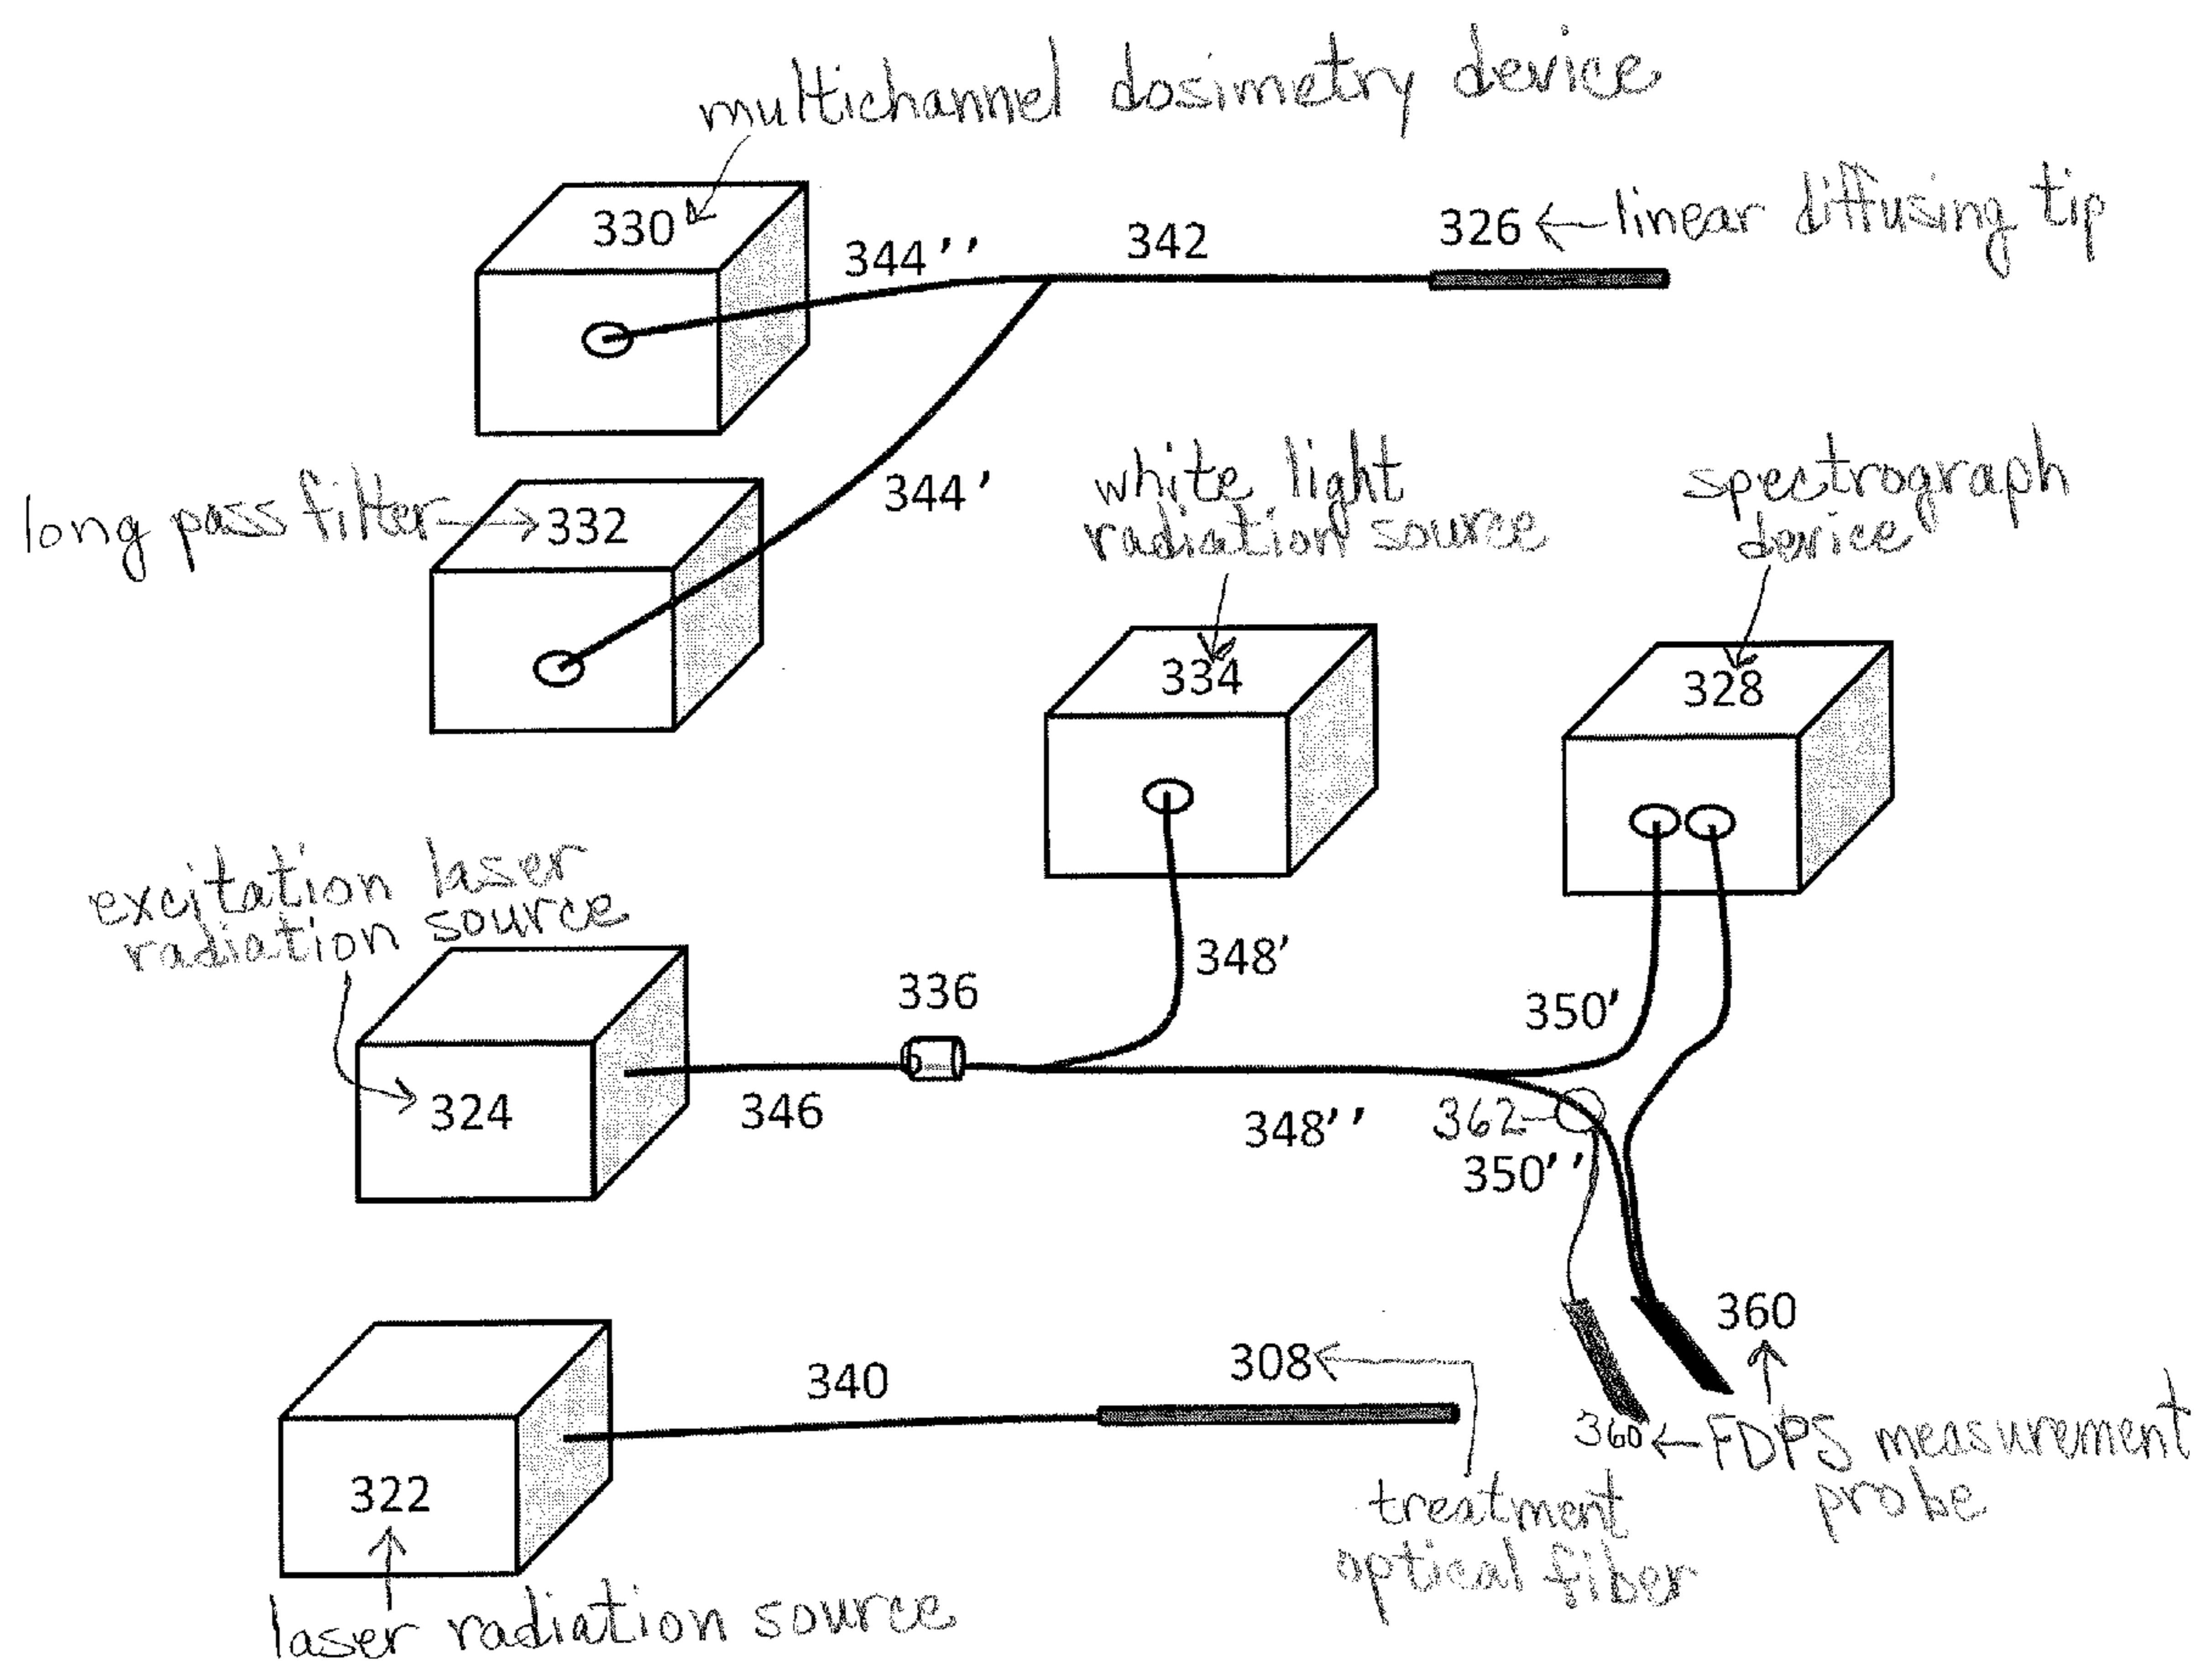 multichannel dosimetry device
330
344''
342
326
linear diffusing tip
long pass filter
332
344'
white light
radiation source
334
spectrograph
device
328
excitation laser
radiation source
324
346
336
348'
348''
350'
362
350''
360
360
FDPS measurement
probe
322
laser radiation source
340
308
treatment
optical fiber